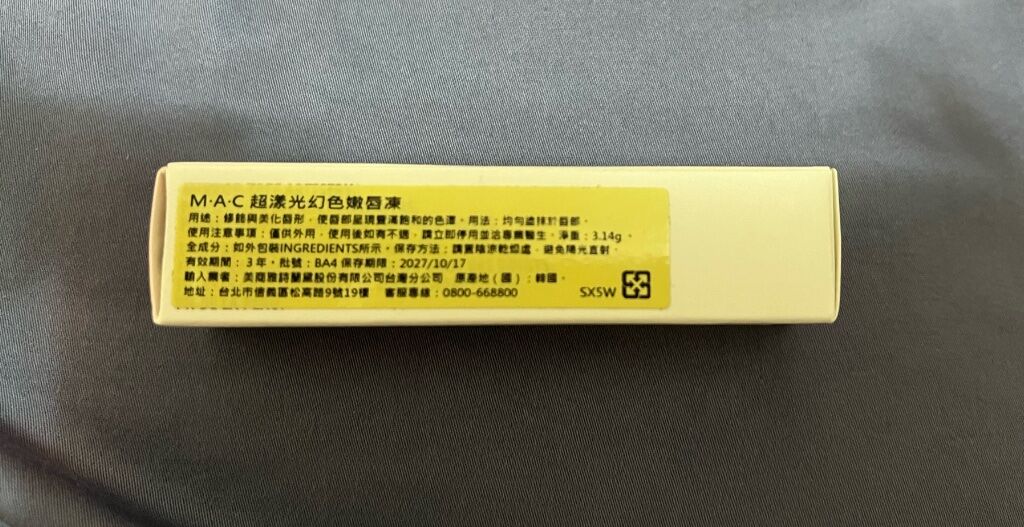 M·A·C 超漾光幻色嫩唇凍
用途：修飾與美化唇形，使唇部呈現豐滿飽和的色澤。用法：均勻塗抹於唇部。
使用注意事項：僅供外用，使用後如有不適，請立即停用並洽專業醫生。淨重：3.14g。
全成分：如外包裝INGREDIENTS所示。保存方法：請置陰涼乾燥處，避免陽光直射。
有效期間：3年。批號：BA4 保存期限：2027/10/17
輸入業者：美商雅詩蘭黛股份有限公司台灣分公司 原產地（國）：韓國。
地址：台北市信義區松高路9號19樓 客服專線：0800-668800 SX5W